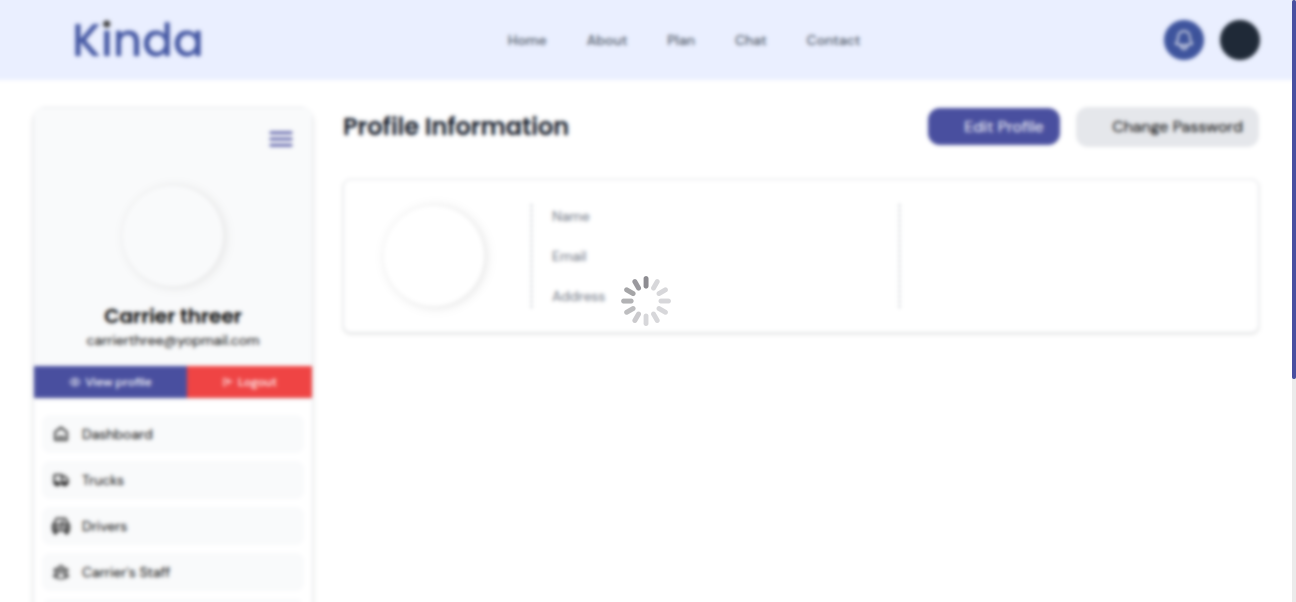 Kinda
Home
About
Plan
Chat
Contact
Profile Information
Edit Profile
Change Password
Carrier threer
carrierthree@yopmail.com
View profile
Logout
Name
Email
Address
Dashboard
Trucks
Drivers
Carrier's Staff